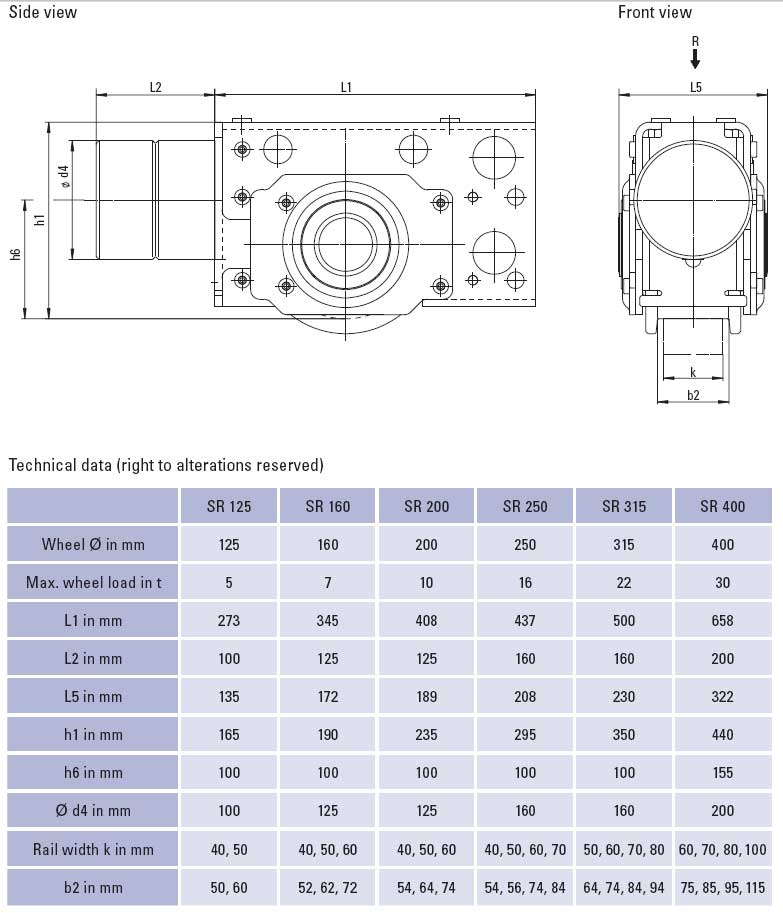 Side view
Front view
R
L2
L1
L5
ø d4
h1
h6
k
b2
Technical data (right to alterations reserved)
SR 125 SR 160 SR 200 SR 250 SR 315 SR 400
Wheel Ø in mm 125 160 200 250 315 400
Max. wheel load in t 5 7 10 16 22 30
L1 in mm 273 345 408 437 500 658
L2 in mm 100 125 125 160 160 200
L5 in mm 135 172 189 208 230 322
h1 in mm 165 190 235 295 350 440
h6 in mm 100 100 100 100 100 155
Ø d4 in mm 100 125 125 160 160 200
Rail width k in mm 40, 50 40, 50, 60 40, 50, 60 40, 50, 60, 70 50, 60, 70, 80 60, 70, 80, 100
b2 in mm 50, 60 52, 62, 72 54, 64, 74 54, 56, 74, 84 64, 74, 84, 94 75, 85, 95, 115